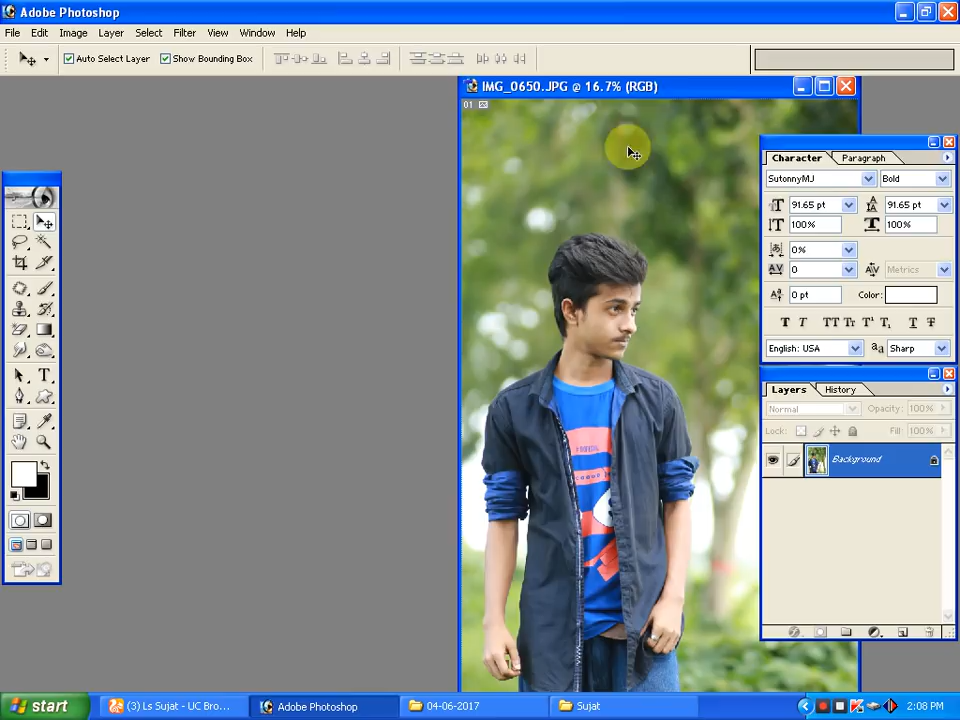 Adobe Photoshop
File Edit Image Layer Select Filter View Window Help
Auto Select Layer Show Bounding Box
IMG_0650.JPG @ 16.7% (RGB)
01
Character Paragraph
SutonnyMJ Bold
91.65 pt 91.65 pt
100% 100%
0%
0 Metrics
0 pt Color:
English: USA Sharp
Layers History
Normal Opacity: 100%
Lock: Fill: 100%
Background
start (3) Ls Sujat - UC Bro... Adobe Photoshop 04-06-2017 Sujat 2:08 PM